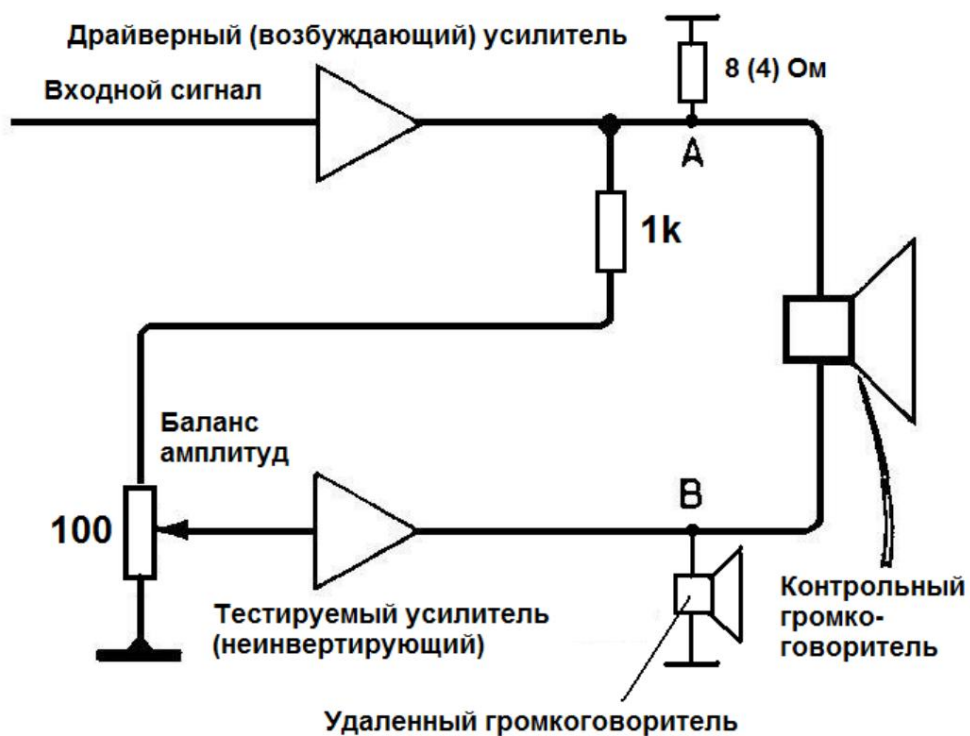 Драйверный (возбуждающий) усилитель
Входной сигнал
8 (4) Ом
A
1k
Баланс
амплитуд
100
B
Тестируемый усилитель
(неинвертирующий)
Контрольный
громко-
говоритель
Удаленный громкоговоритель